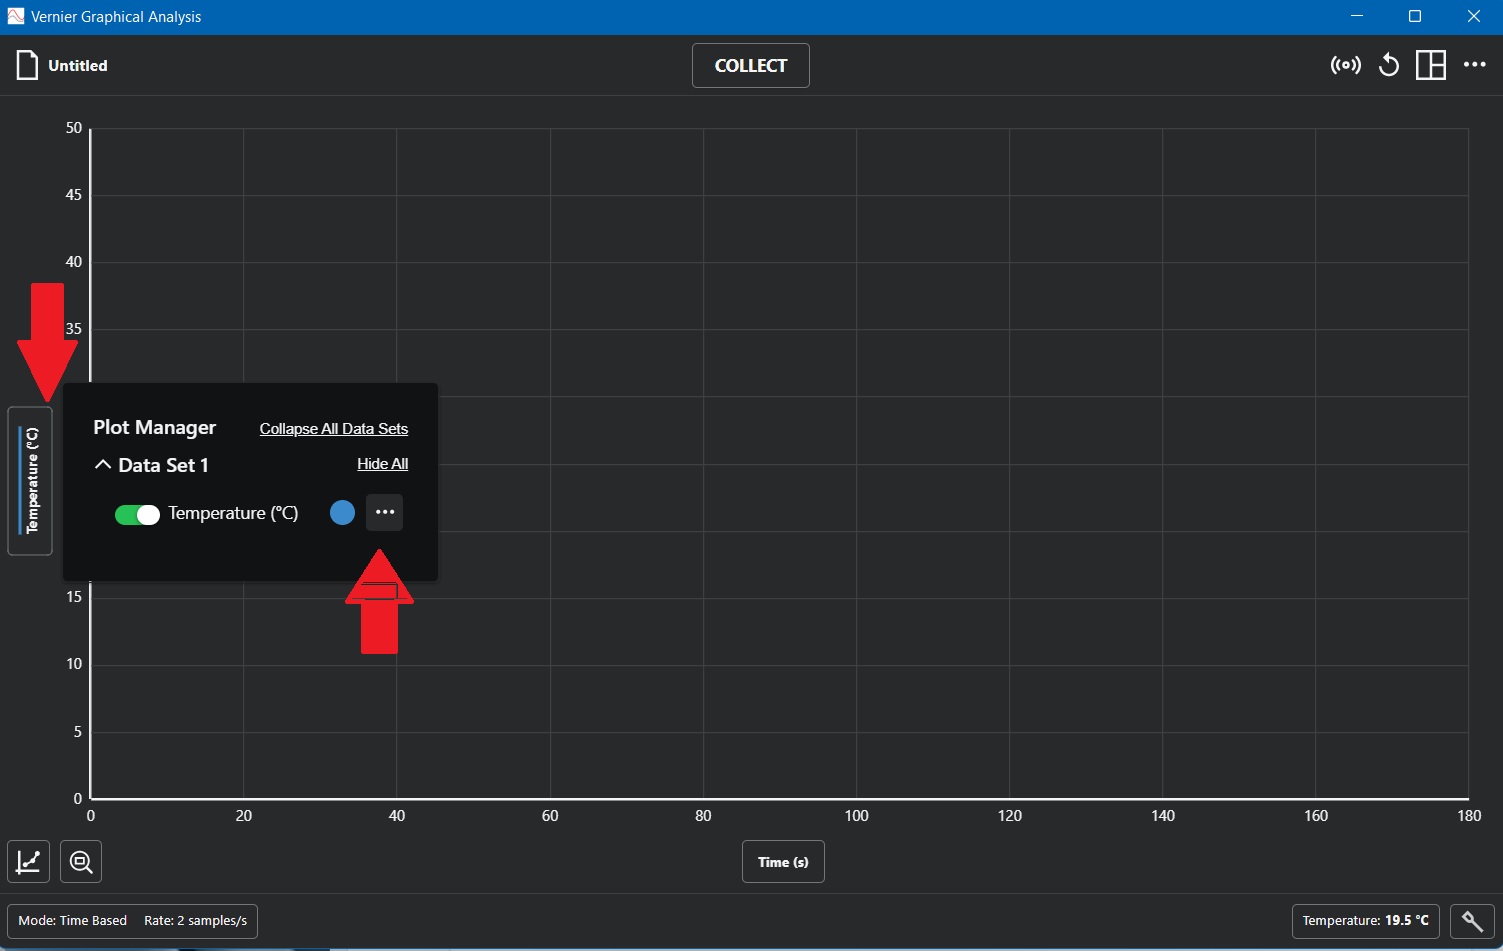 Vernier Graphical Analysis
Untitled
COLLECT
50
45
40
35
15
10
5
0
Temperature (°C)
Plot Manager
Collapse All Data Sets
Data Set 1
Hide All
Temperature (°C)
0 20 40 60 80 100 120 140 160 180
Time (s)
Mode: Time Based Rate: 2 samples/s
Temperature: 19.5 °C